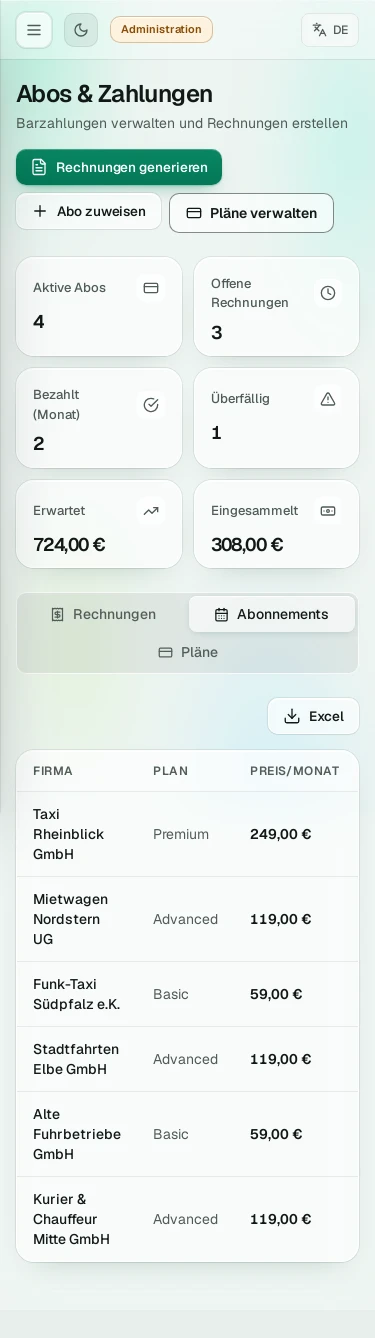 Administration
DE
Abos & Zahlungen
Barzahlungen verwalten und Rechnungen erstellen
Rechnungen generieren
Abo zuweisen
Pläne verwalten
Aktive Abos
4
Offene
Rechnungen
3
Bezahlt
(Monat)
2
Überfällig
1
Erwartet
724,00 €
Eingesammelt
308,00 €
Rechnungen
Abonnements
Pläne
Excel
FIRMA PLAN PREIS/MONAT
Taxi
Rheinblick
GmbH
Premium
249,00 €
Mietwagen
Nordstern
UG
Advanced
119,00 €
Funk-Taxi
Südpfalz e.K.
Basic
59,00 €
Stadtfahrten
Elbe GmbH
Advanced
119,00 €
Alte
Fuhrbetriebe
GmbH
Basic
59,00 €
Kurier &
Chauffeur
Mitte GmbH
Advanced
119,00 €